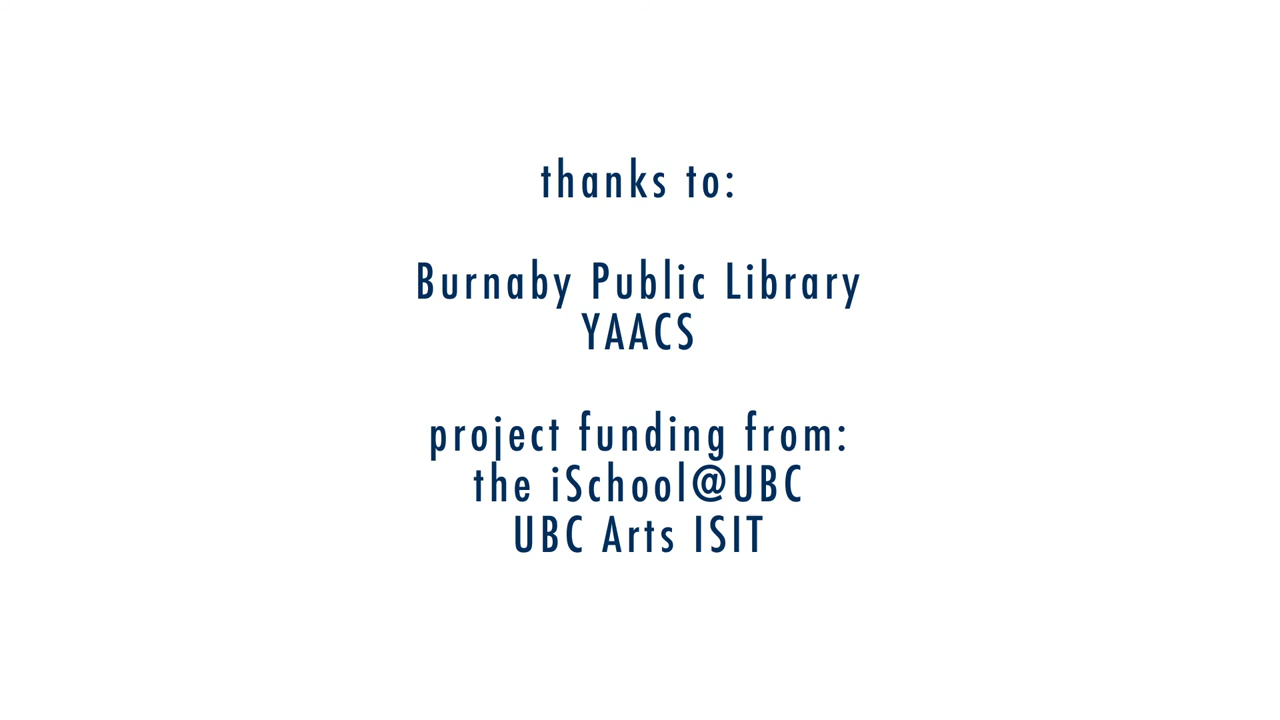 thanks to:
Burnaby Public Library
YAACS
project funding from:
the iSchool@UBC
UBC Arts ISIT